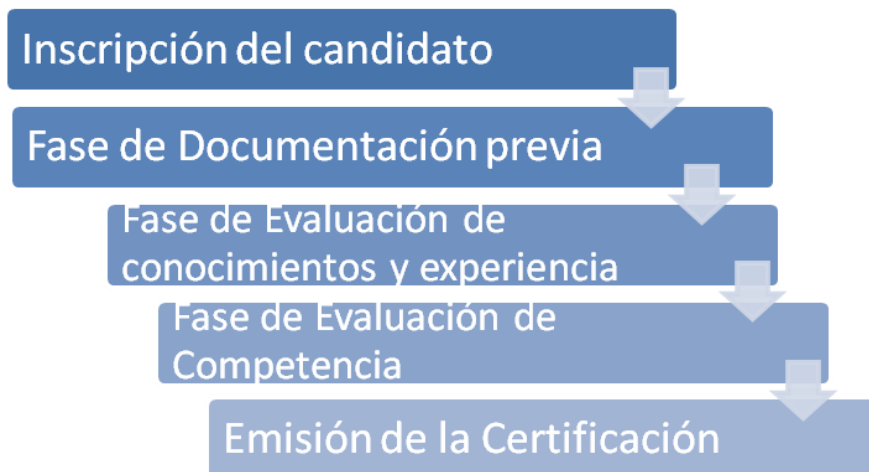 Inscripción del candidato
Fase de Documentación previa
Fase de Evaluación de
conocimientos y experiencia
Fase de Evaluación de
Competencia
Emisión de la Certificación